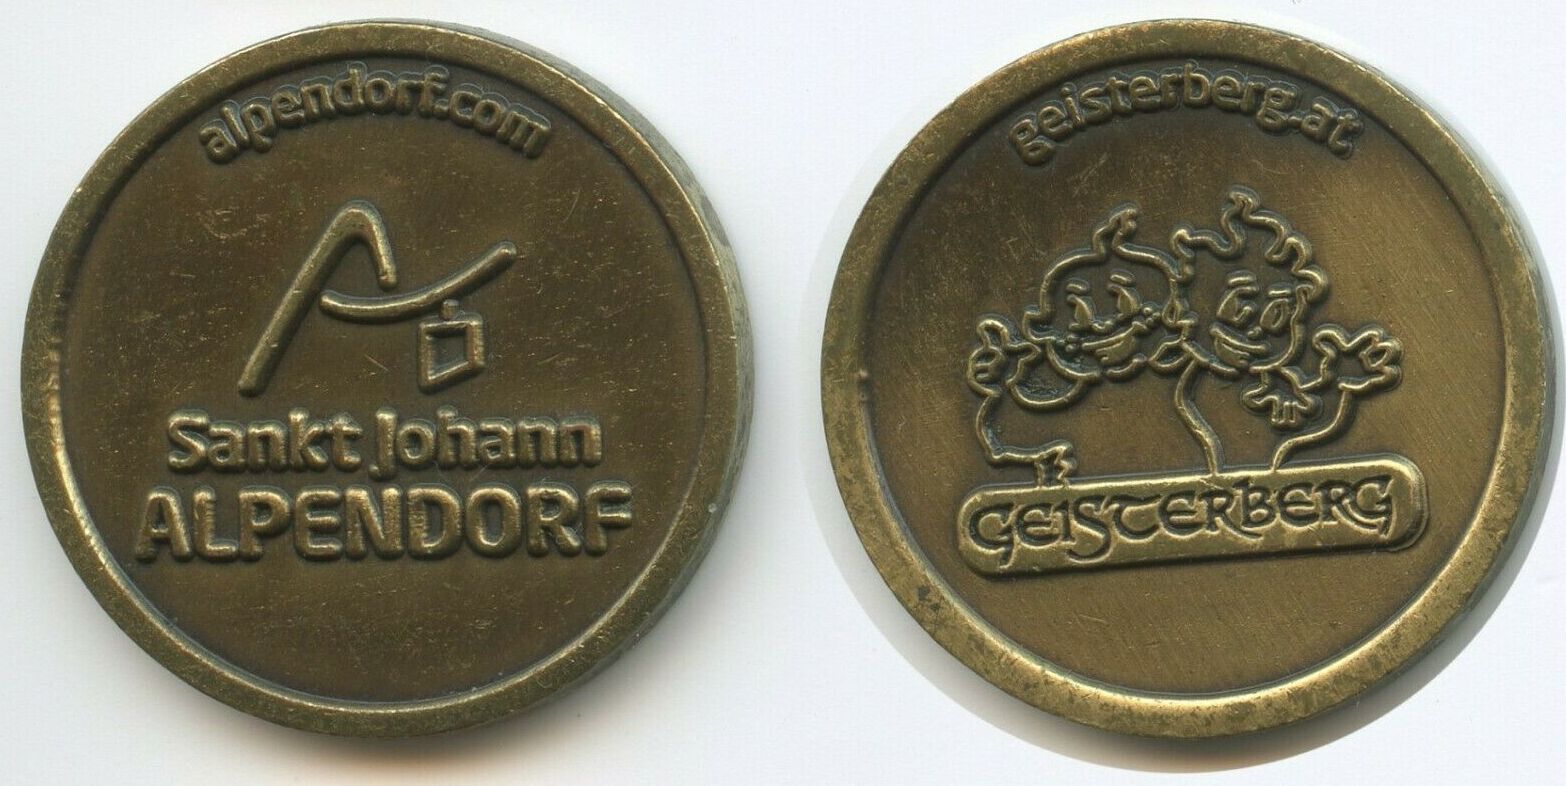 alpendorf.com
Sankt Johann
ALPENDORF
geisterberg.at
GEISTERBERG